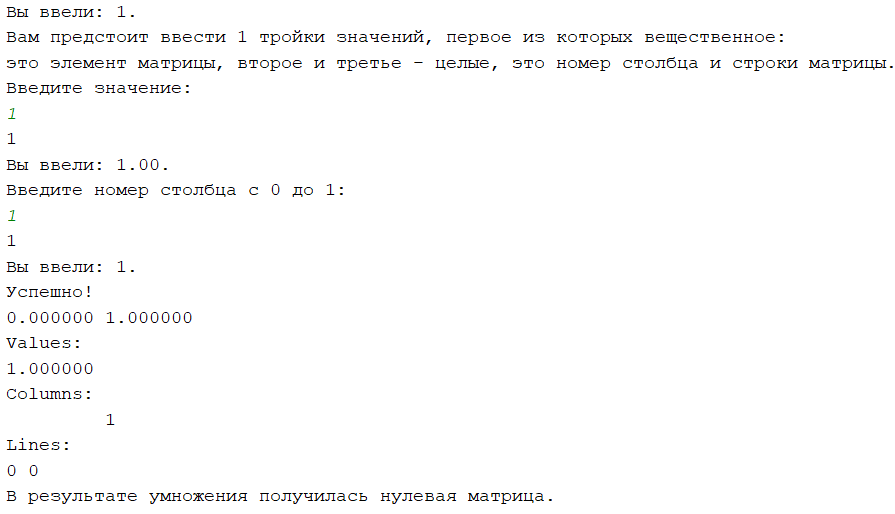 Вы ввели: 1.
Вам предстоит ввести 1 тройки значений, первое из которых вещественное:
это элемент матрицы, второе и третье - целые, это номер столбца и строки матрицы.
Введите значение:
1
1
Вы ввели: 1.00.
Введите номер столбца с 0 до 1:
1
1
Вы ввели: 1.
Успешно!
0.000000 1.000000
Values:
1.000000
Columns:
1
Lines:
0 0
В результате умножения получилась нулевая матрица.